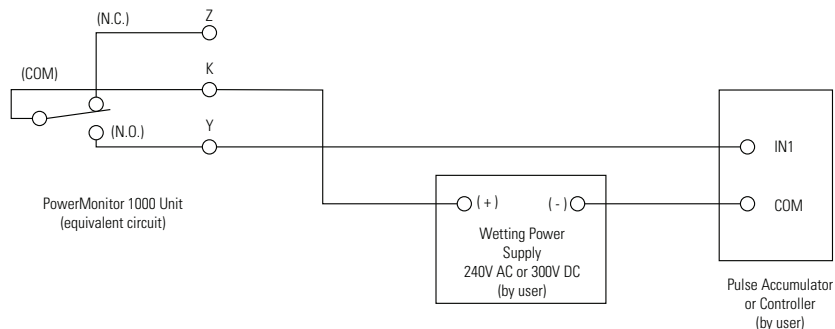 (N.C.)
Z
(COM)
K
(N.O.)
Y
IN1
PowerMonitor 1000 Unit
(equivalent circuit)
( + )
( - )
COM
Wetting Power
Supply
240V AC or 300V DC
(by user)
Pulse Accumulator
or Controller
(by user)